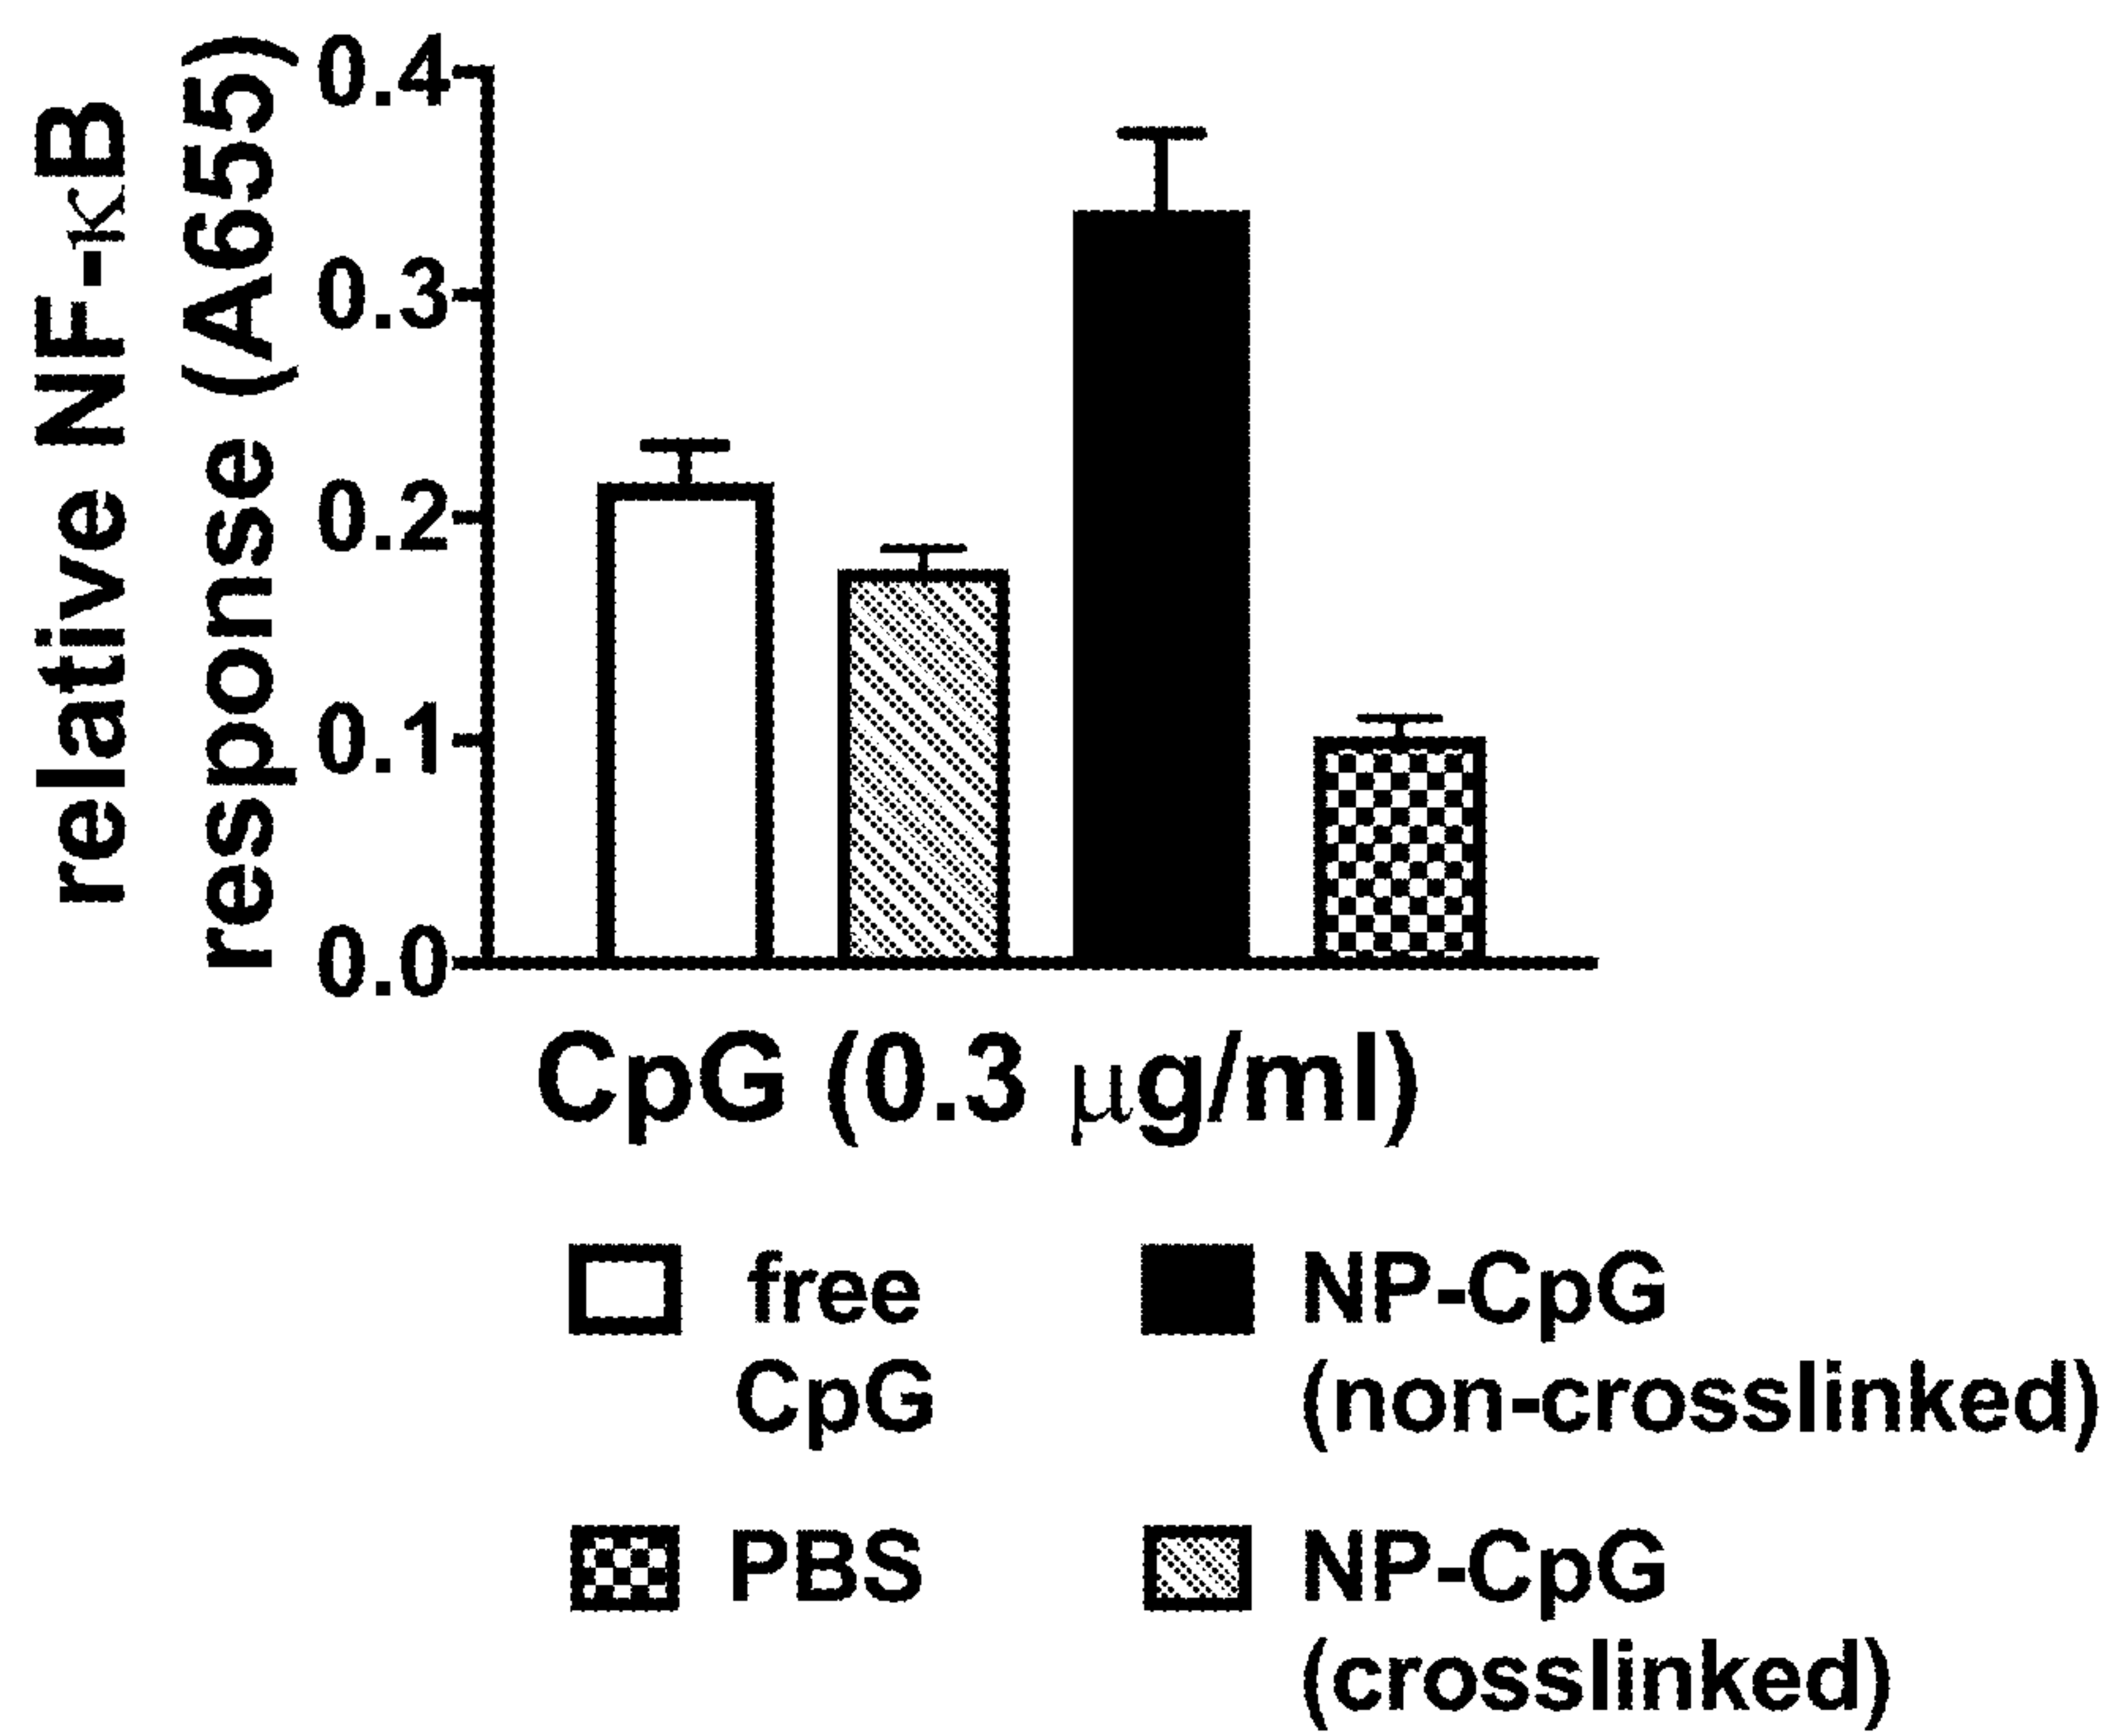 relative NF-κB
response (A655)
0.4
0.3
0.2
0.1
0.0
CpG (0.3 μg/ml)
free
CpG
NP-CpG
(non-crosslinked)
PBS
NP-CpG
(crosslinked)